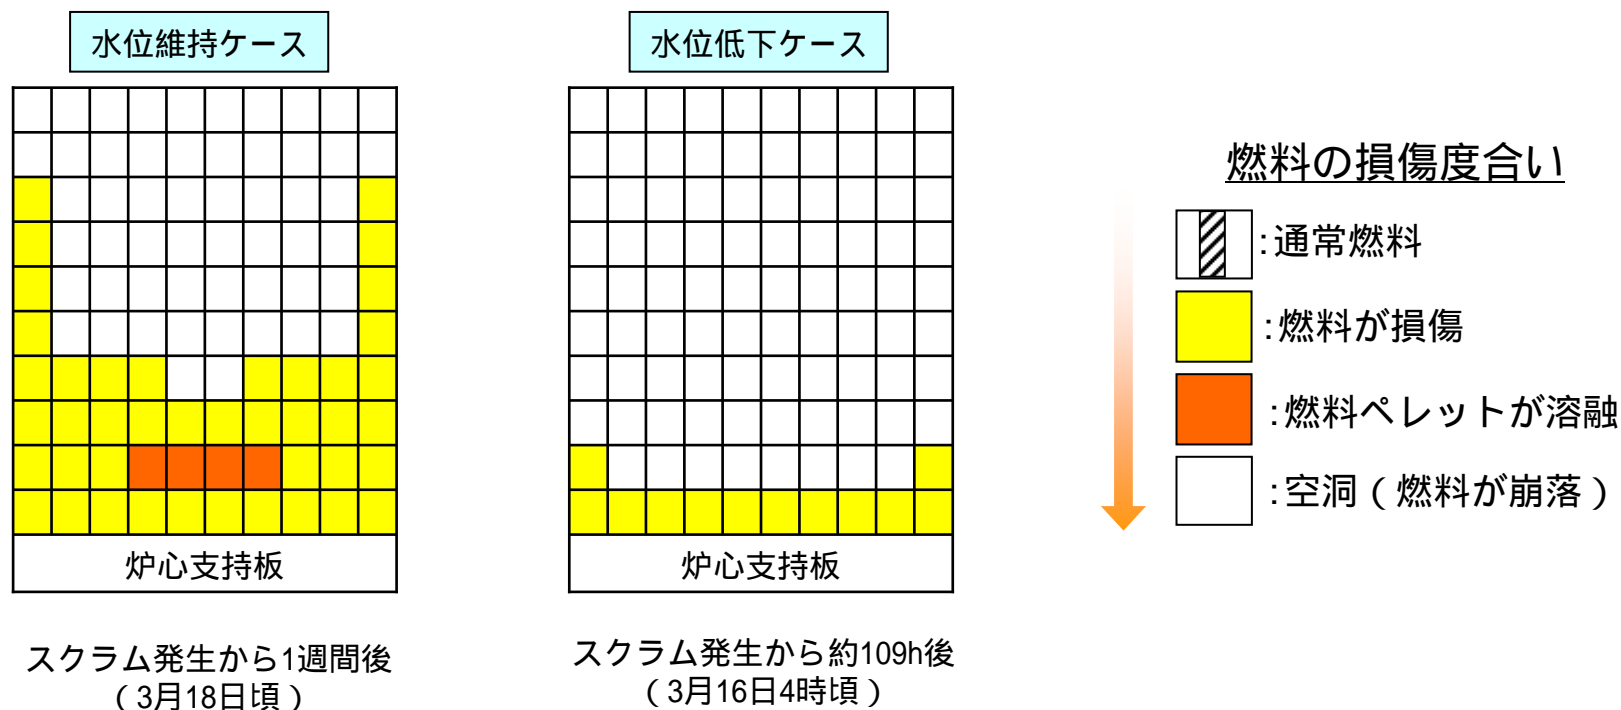 水位維持ケース
炉心支持板
スクラム発生から1週間後
(3月18日頃)
水位低下ケース
炉心支持板
スクラム発生から約109h後
(3月16日4時頃)
燃料の損傷度合い
:通常燃料
:燃料が損傷
:燃料ペレットが溶融
:空洞(燃料が崩落)